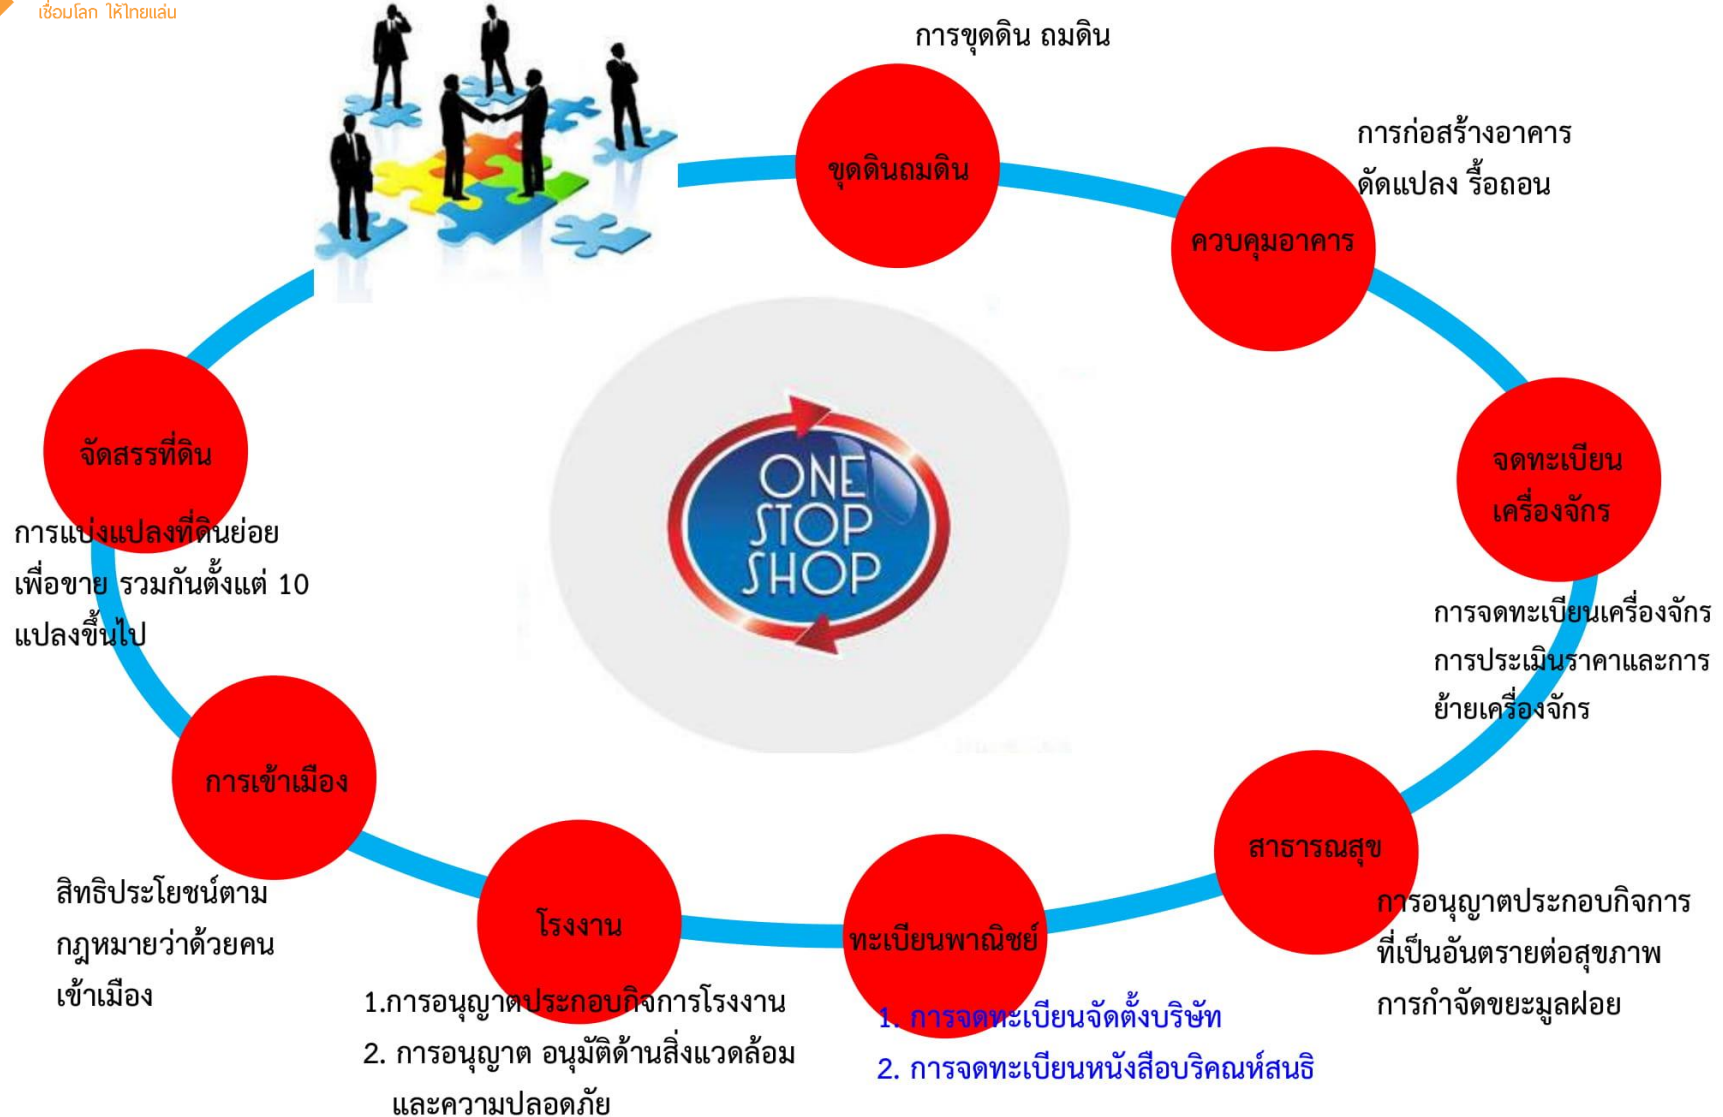 เชื่อมโลก ให้ไทยแล่น
การขุดดิน ถมดิน
ขุดดินถมดิน
การก่อสร้างอาคาร
ดัดแปลง รื้อถอน
ควบคุมอาคาร
จดทะเบียน
เครื่องจักร
การจดทะเบียนเครื่องจักร
การประเมินราคาและการ
ย้ายเครื่องจักร
สาธารณสุข
การอนุญาตประกอบกิจการ
ที่เป็นอันตรายต่อสุขภาพ
การกำจัดขยะมูลฝอย
ทะเบียนพาณิชย์
1. การจดทะเบียนจัดตั้งบริษัท
2. การจดทะเบียนหนังสือบริคณห์สนธิ
โรงงาน
1.การอนุญาตประกอบกิจการโรงงาน
2. การอนุญาต อนุมัติด้านสิ่งแวดล้อม
และความปลอดภัย
การเข้าเมือง
สิทธิประโยชน์ตาม
กฎหมายว่าด้วยคน
เข้าเมือง
จัดสรรที่ดิน
การแบ่งแปลงที่ดินย่อย
เพื่อขาย รวมกันตั้งแต่ 10
แปลงขึ้นไป
ONE
STOP
SHOP